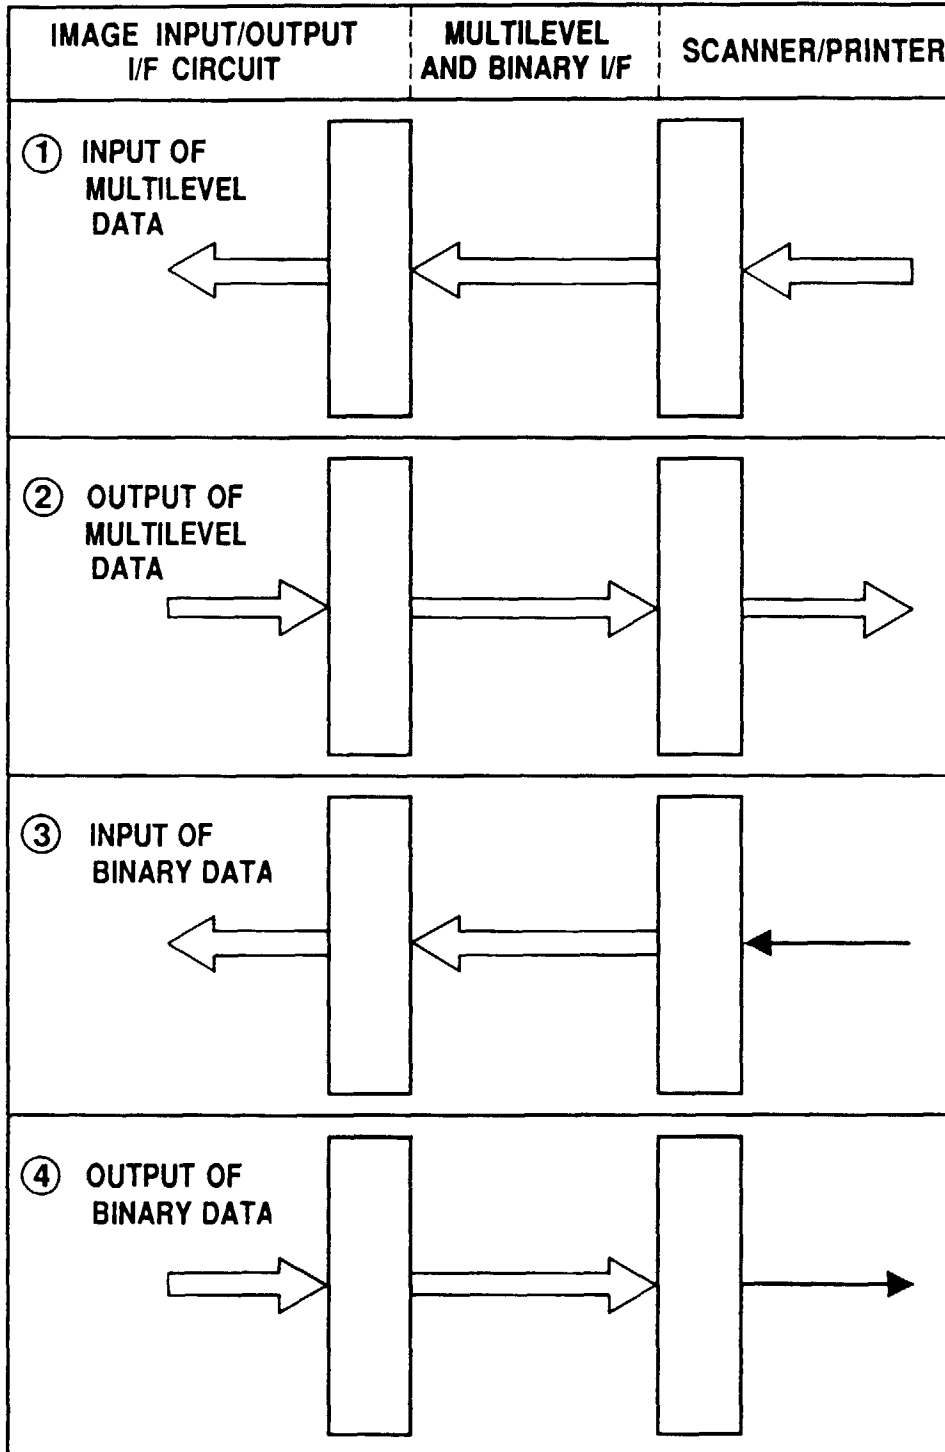 IMAGE INPUT/OUTPUT
I/F CIRCUIT
MULTILEVEL
AND BINARY I/F
SCANNER/PRINTER
① INPUT OF
MULTILEVEL
DATA
② OUTPUT OF
MULTILEVEL
DATA
③ INPUT OF
BINARY DATA
④ OUTPUT OF
BINARY DATA